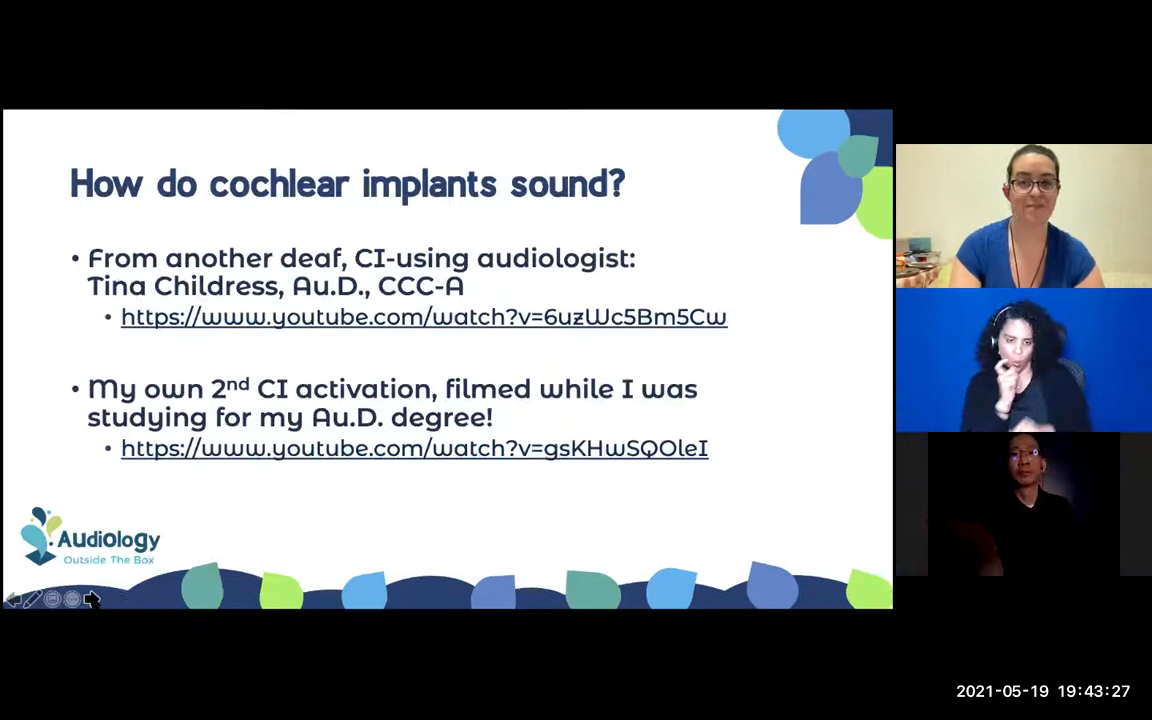 How do cochlear implants sound?
• From another deaf, CI-using audiologist:
Tina Childress, Au.D., CCC-A
• https://www.youtube.com/watch?v=6uzWc5Bm5Cw
• My own 2nd CI activation, filmed while I was
studying for my Au.D. degree!
• https://www.youtube.com/watch?v=gsKHwSQOleI
Audiology
Outside The Box
2021-05-19 19:43:27